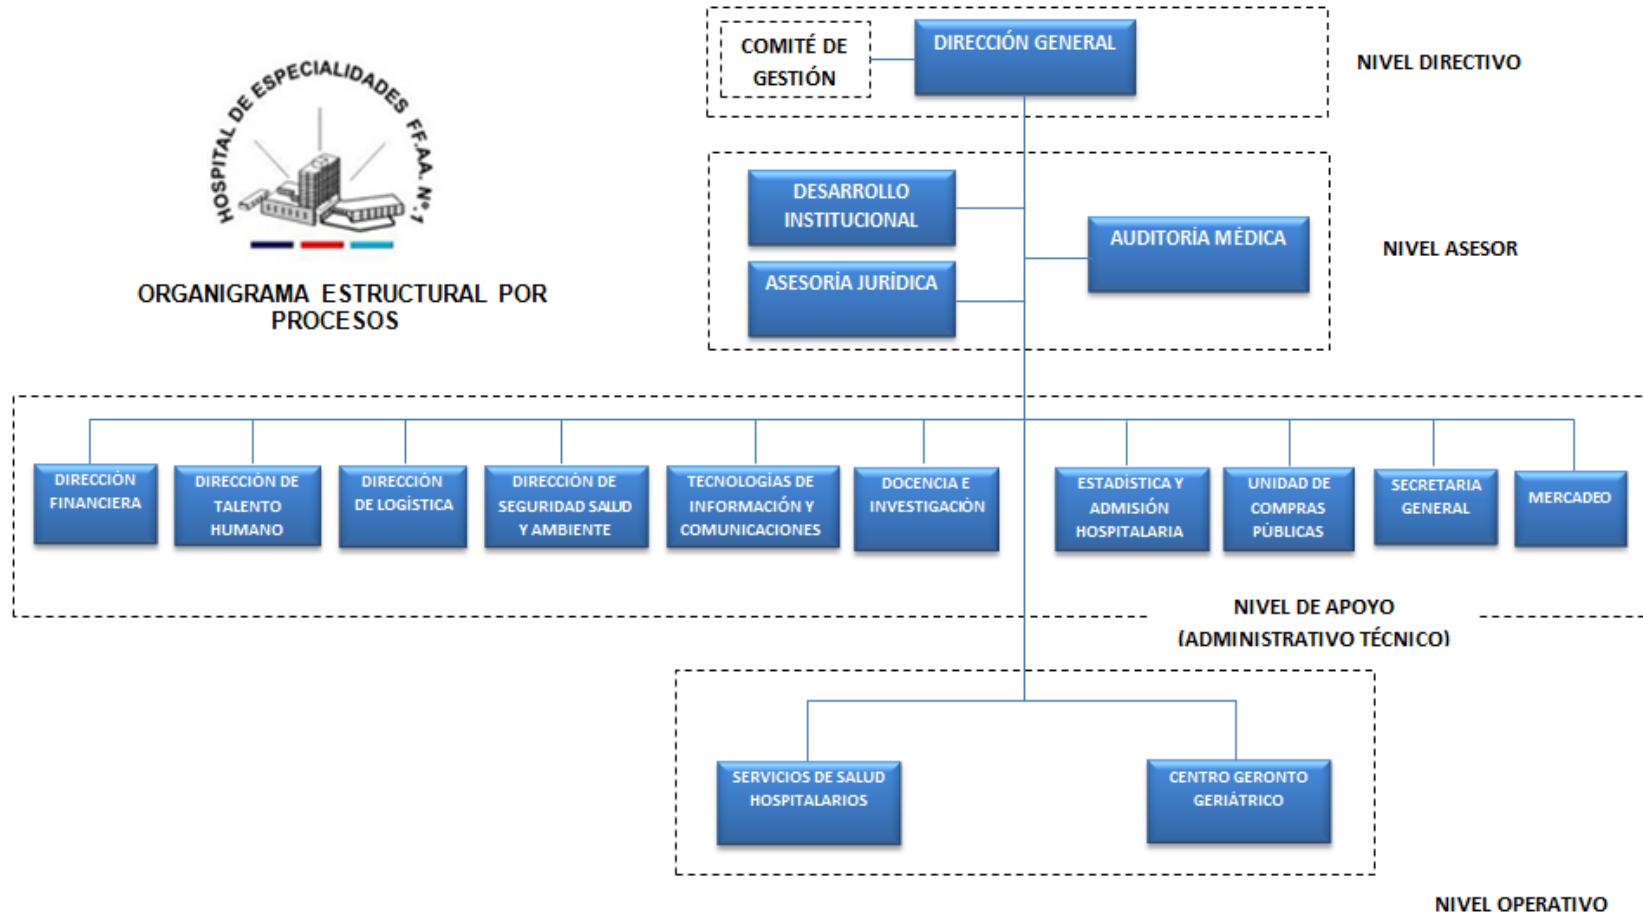 HOSPITAL DE ESPECIALIDADES FF.AA. Nº.1
ORGANIGRAMA ESTRUCTURAL POR
PROCESOS
COMITÉ DE
GESTIÓN
DIRECCIÓN GENERAL
NIVEL DIRECTIVO
DESARROLLO
INSTITUCIONAL
ASESORÍA JURÍDICA
AUDITORÍA MÉDICA
NIVEL ASESOR
DIRECCIÓN
FINANCIERA
DIRECCIÓN DE
TALENTO
HUMANO
DIRECCIÓN
DE LOGÍSTICA
DIRECCIÓN DE
SEGURIDAD SALUD
Y AMBIENTE
TECNOLOGÍAS DE
INFORMACIÓN Y
COMUNICACIONES
DOCENCIA E
INVESTIGACIÓN
ESTADÍSTICA Y
ADMISIÓN
HOSPITALARIA
UNIDAD DE
COMPRAS
PÚBLICAS
SECRETARIA
GENERAL
MERCADEO
NIVEL DE APOYO
(ADMINISTRATIVO TÉCNICO)
SERVICIOS DE SALUD
HOSPITALARIOS
CENTRO GERONTO
GERIÁTRICO
NIVEL OPERATIVO